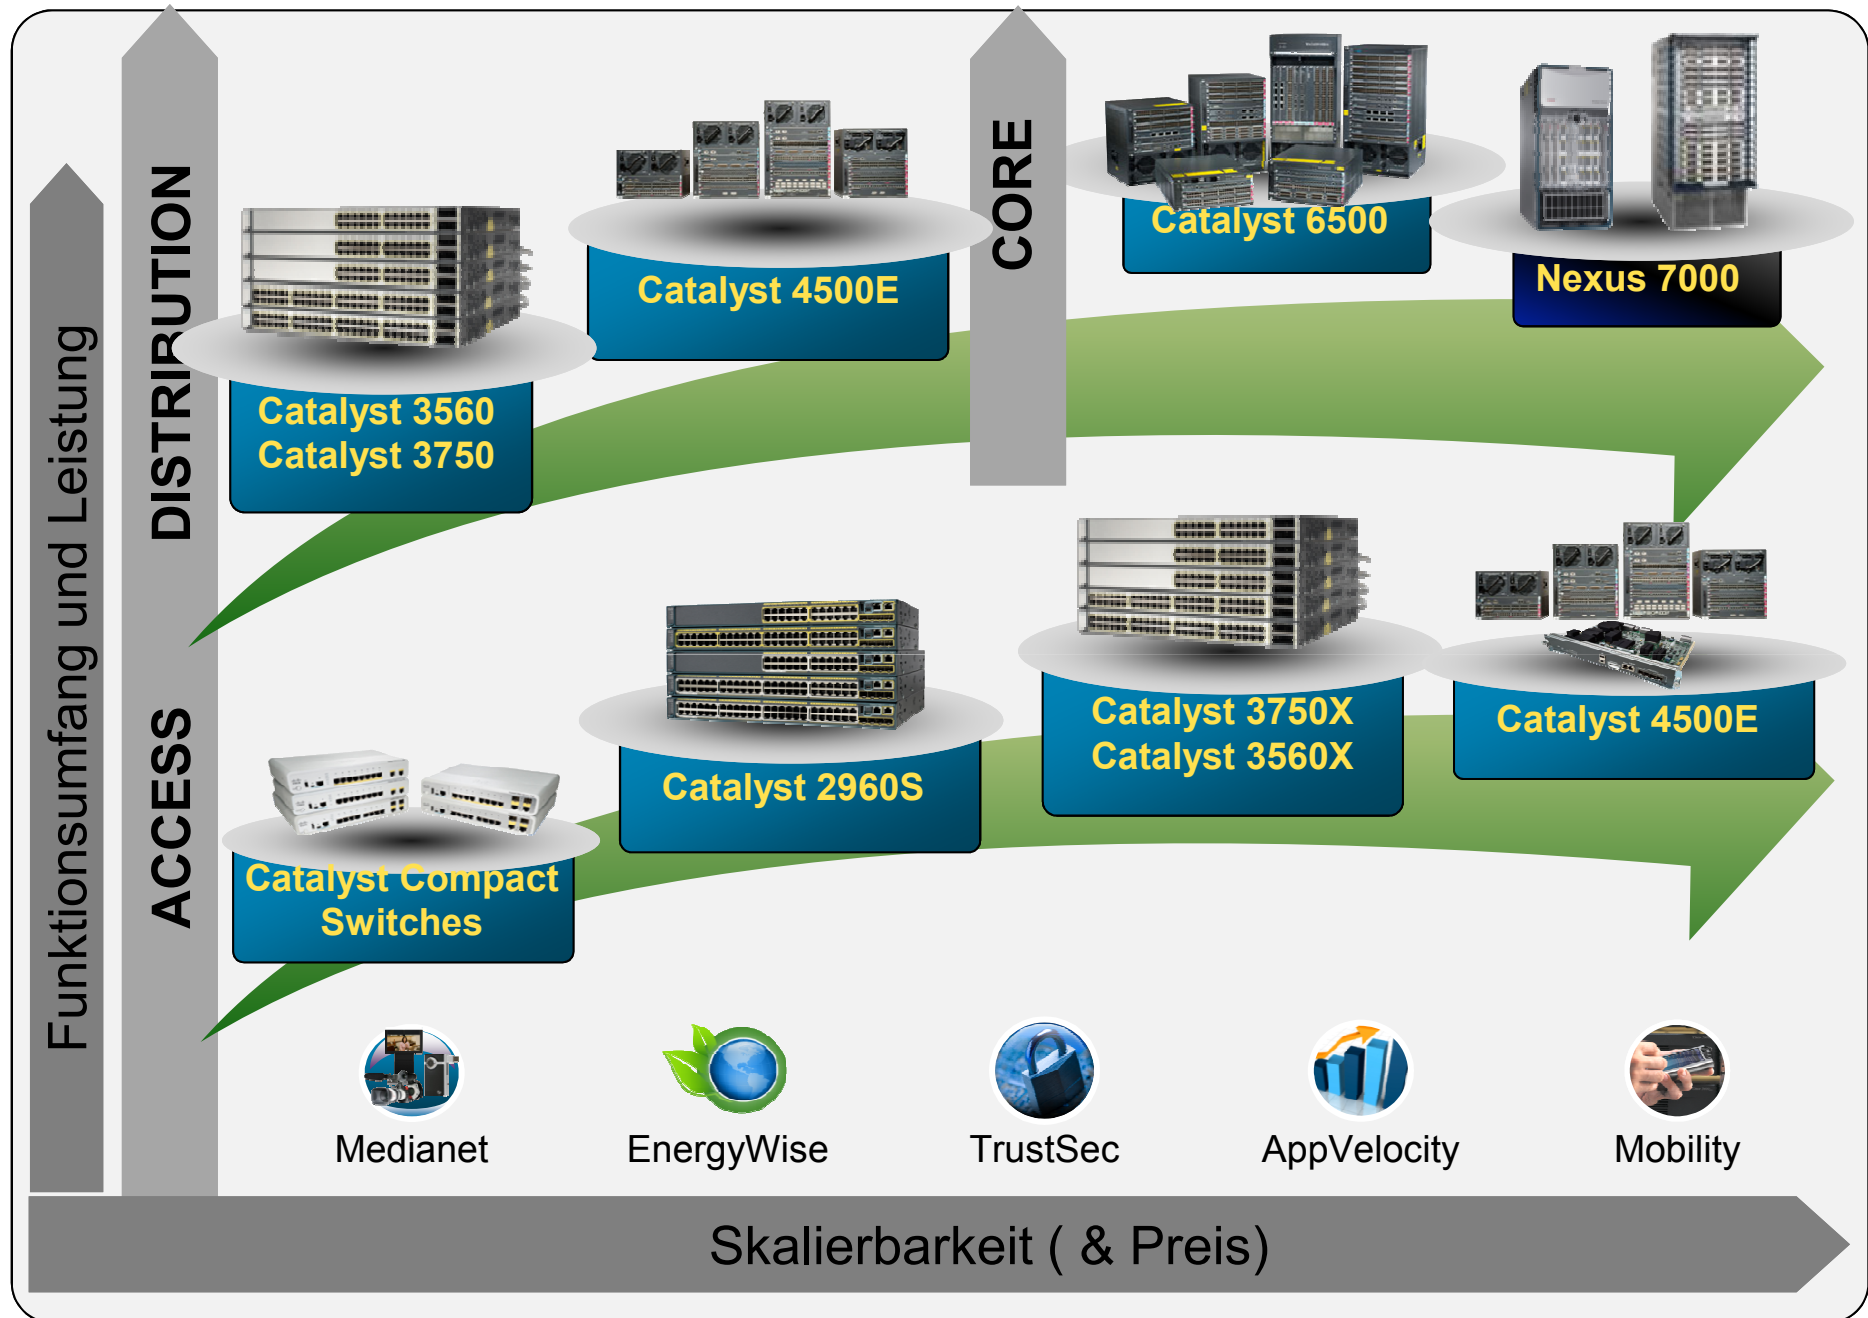 Funktionsumfang und Leistung
DISTRIBUTION
ACCESS
CORE
Catalyst 3560
Catalyst 3750
Catalyst 4500E
Catalyst 6500
Nexus 7000
Catalyst Compact
Switches
Catalyst 2960S
Catalyst 3750X
Catalyst 3560X
Catalyst 4500E
Medianet
EnergyWise
TrustSec
AppVelocity
Mobility
Skalierbarkeit ( & Preis)